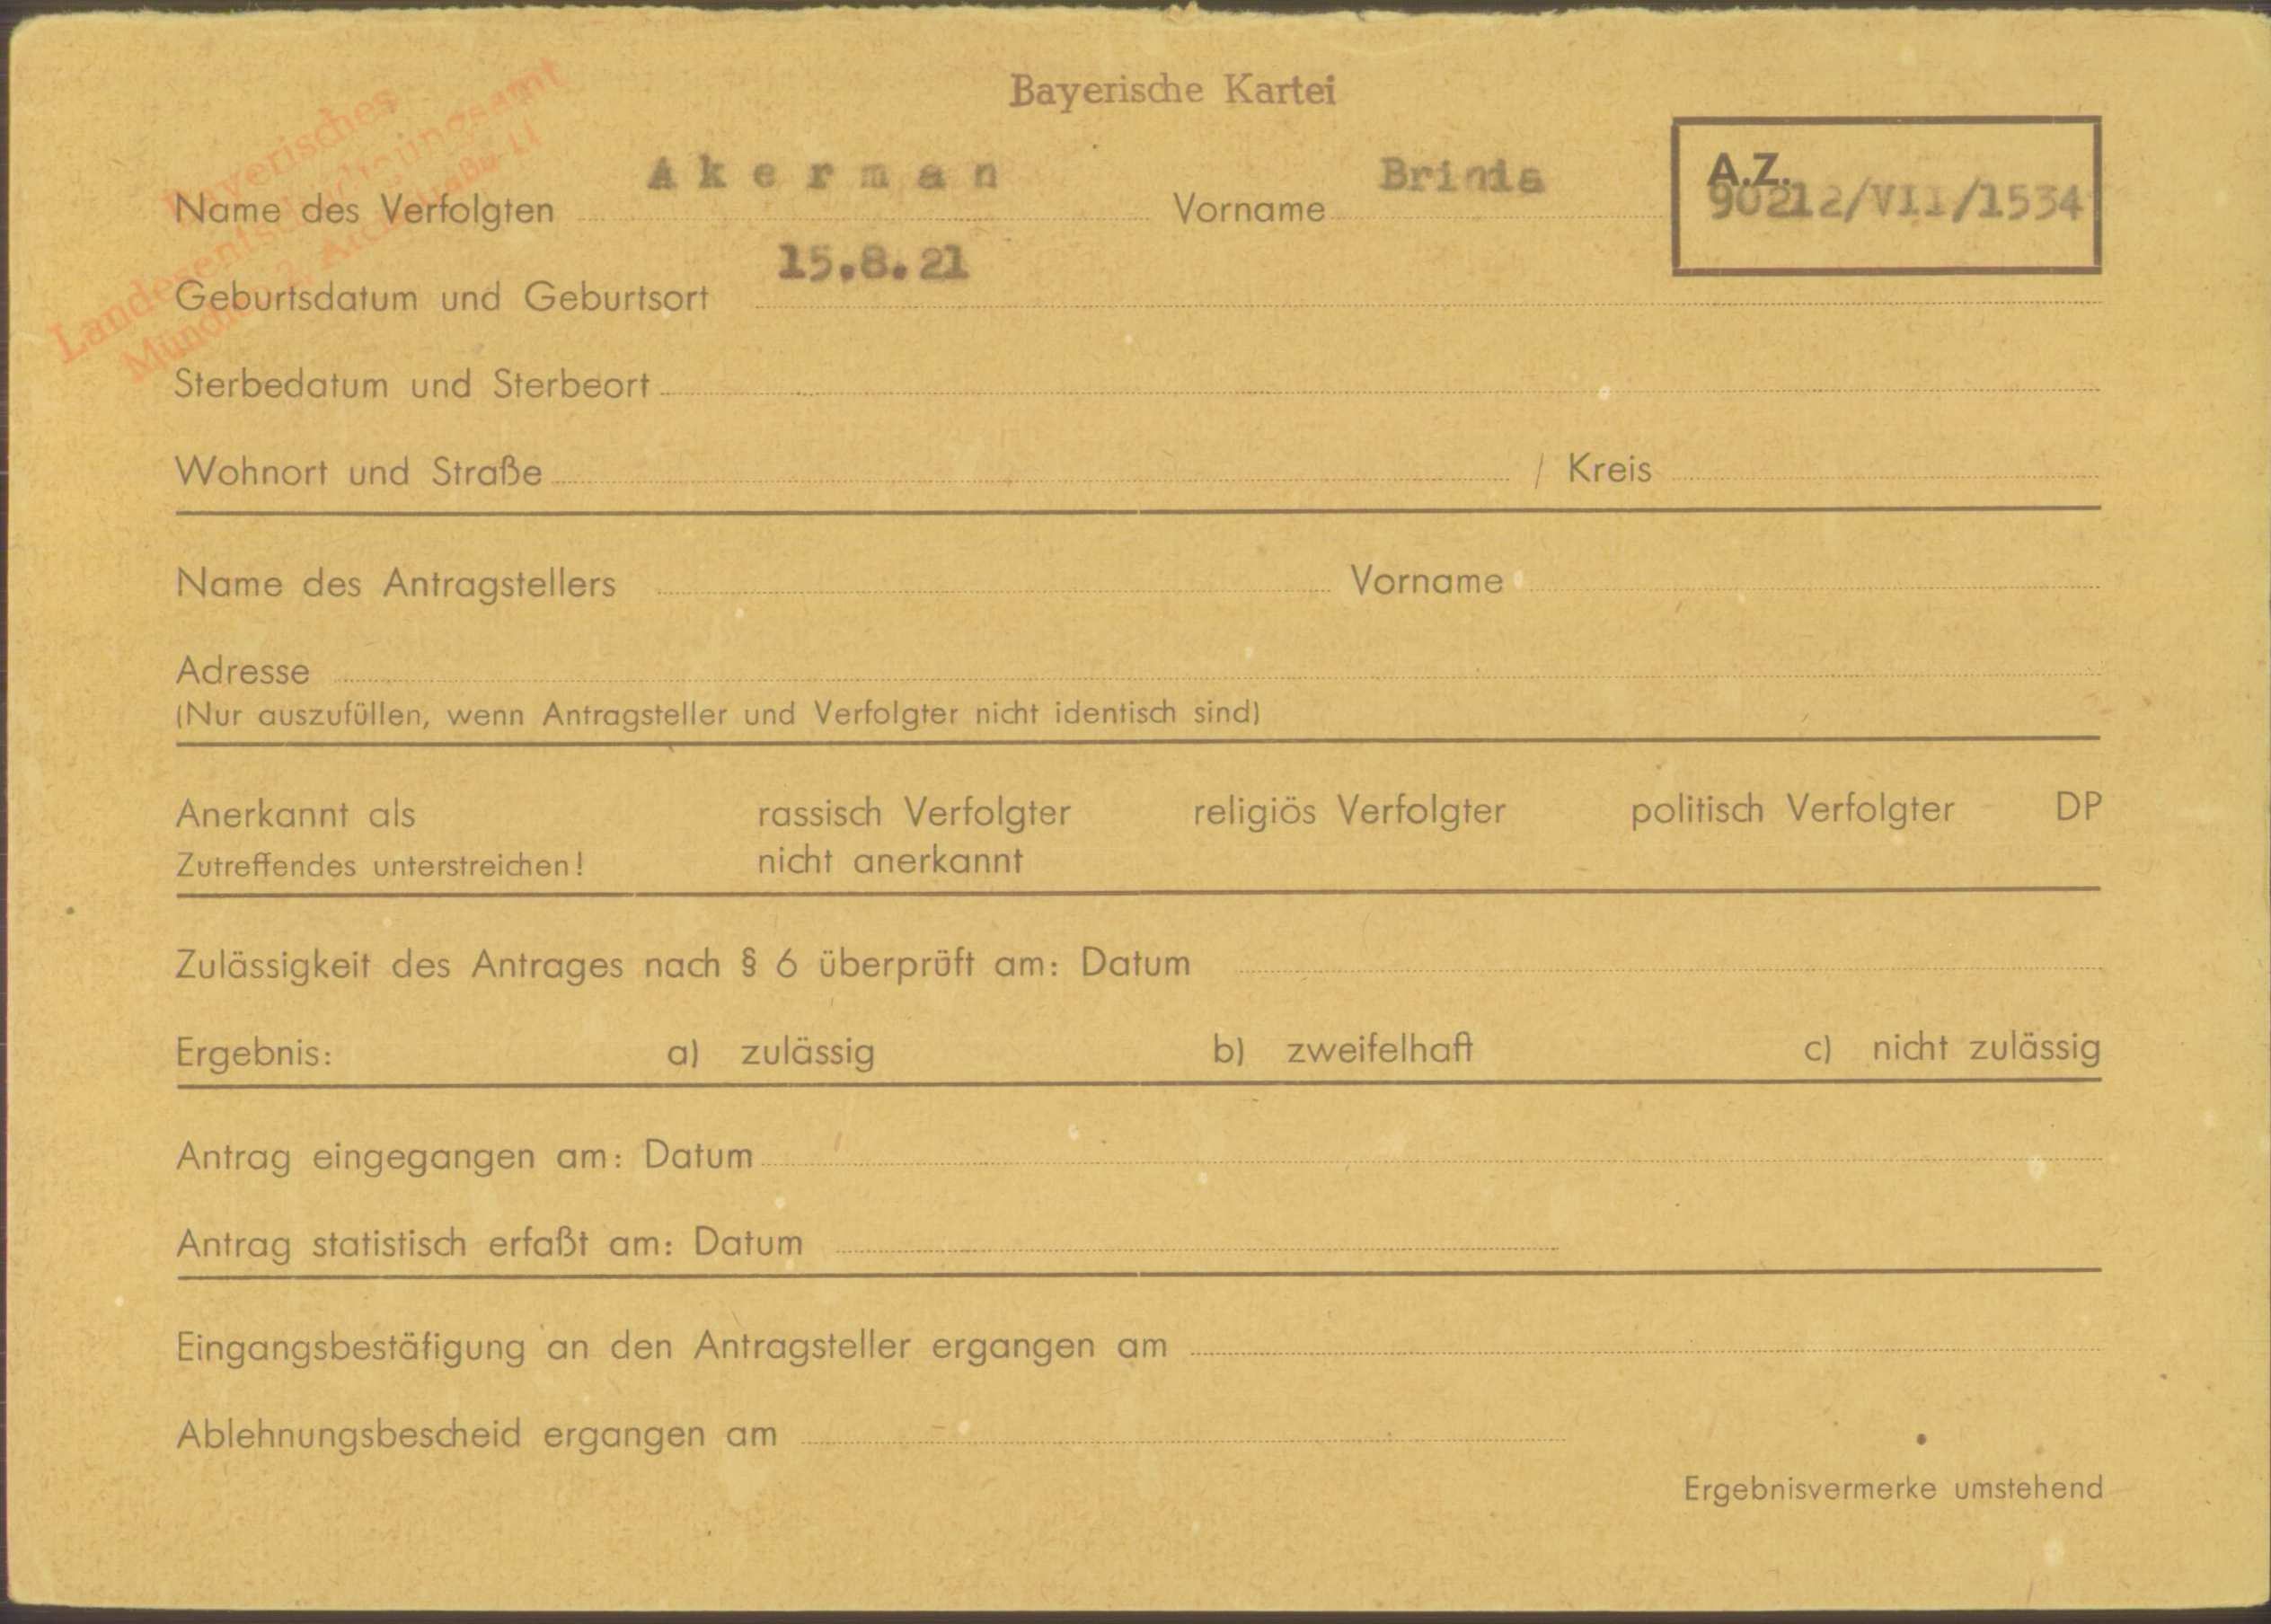 Bayerisches
Landesentschädigungsamt
München 2, Arcisstraße 11
Bayerische Kartei
Name des Verfolgten Akerman Vorname Brinia
A.Z.
90212/VII/1534
Geburtsdatum und Geburtsort 15.8.21
Sterbedatum und Sterbeort
Wohnort und Straße / Kreis
Name des Antragstellers Vorname
Adresse
(Nur auszufüllen, wenn Antragsteller und Verfolgter nicht identisch sind)
Anerkannt als rassisch Verfolgter religiös Verfolgter politisch Verfolgter DP
Zutreffendes unterstreichen! nicht anerkannt
Zulässigkeit des Antrages nach § 6 überprüft am: Datum
Ergebnis: a) zulässig b) zweifelhaft c) nicht zulässig
Antrag eingegangen am: Datum
Antrag statistisch erfaßt am: Datum
Eingangsbestätigung an den Antragsteller ergangen am
Ablehnungsbescheid ergangen am
Ergebnisvermerke umstehend